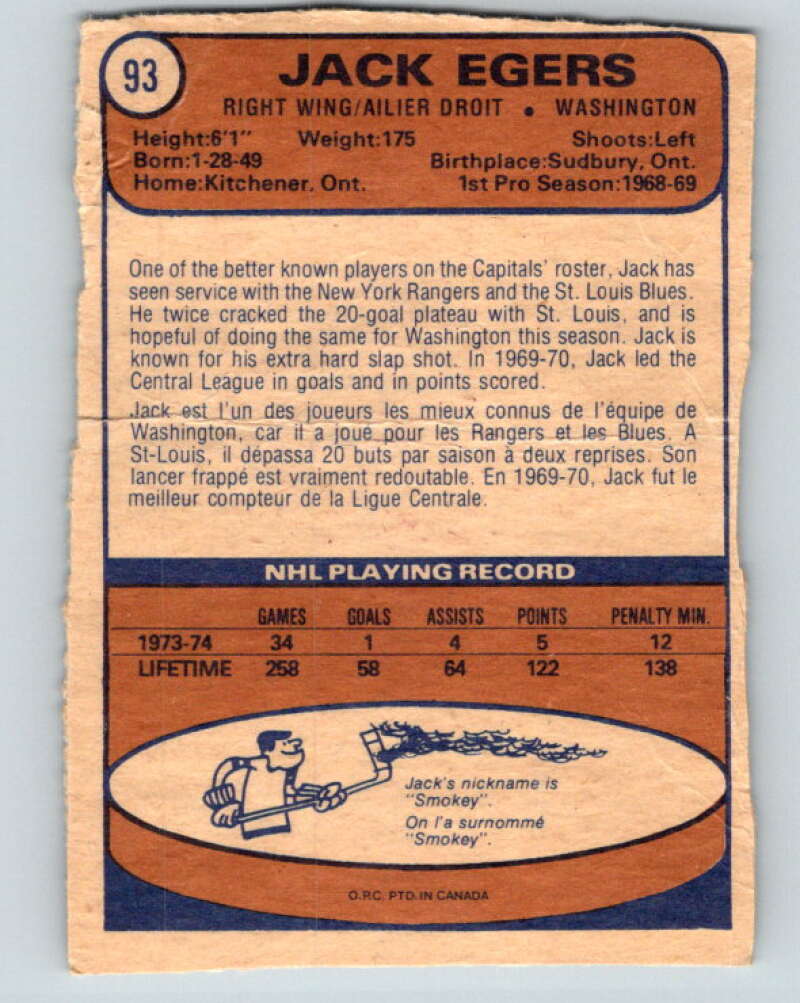 93
JACK EGERS
RIGHT WING/AILIER DROIT • WASHINGTON
Height:6'1" Weight:175 Shoots:Left
Born:1-28-49 Birthplace:Sudbury, Ont.
Home:Kitchener, Ont. 1st Pro Season:1968-69
One of the better known players on the Capitals' roster, Jack has
seen service with the New York Rangers and the St. Louis Blues.
He twice cracked the 20-goal plateau with St. Louis, and is
hopeful of doing the same for Washington this season. Jack is
known for his extra hard slap shot. In 1969-70, Jack led the
Central League in goals and in points scored.
Jack est l'un des joueurs les mieux connus de l'équipe de
Washington, car il a joué pour les Rangers et les Blues. A
St-Louis, il dépassa 20 buts par saison à deux reprises. Son
lancer frappé est vraiment redoutable. En 1969-70, Jack fut le
meilleur compteur de la Ligue Centrale.
NHL PLAYING RECORD
GAMES GOALS ASSISTS POINTS PENALTY MIN.
1973-74 34 1 4 5 12
LIFETIME 258 58 64 122 138
Jack's nickname is
"Smokey".
On l'a surnommé
"Smokey".
O.P.C. PTD. IN CANADA